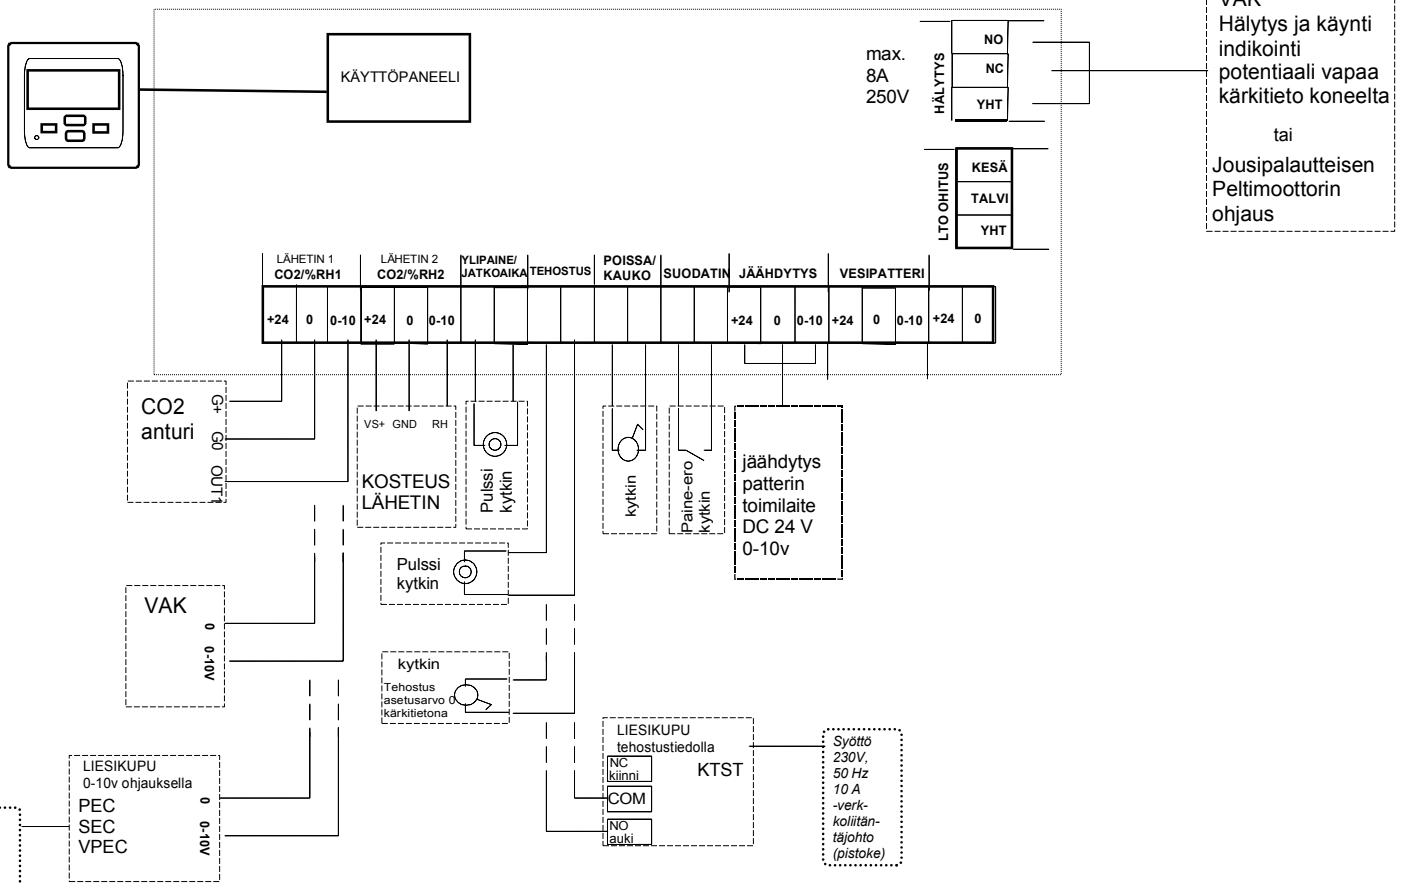 VAK
Hälytys ja käynti
indikointi
potentiaali vapaa
kärkitieto koneelta
tai
Jousipalautteisen
Peltimoottorin
ohjaus
KÄYTTÖPANEELI
max.
8A
250V
HÄLYTYS
NO
NC
YHT
LTO OHITUS
KESÄ
TALVI
YHT
LÄHETIN 1
CO2/%RH1
LÄHETIN 2
CO2/%RH2
YLIPAINE/
JATKOAIKA
TEHOSTUS
POISSA/
KAUKO
SUODATIN
JÄÄHDYTYS
VESIPATTERI
+24 0 0-10 +24 0 0-10 +24 0 0-10 +24 0 0-10 +24 0
CO2
anturi
G+
G0
OUT1
VS+ GND RH
KOSTEUS
LÄHETIN
Pulssi
kytkin
kytkin
Paine-ero
kytkin
jäähdytys
patterin
toimilaite
DC 24 V
0-10v
Pulssi
kytkin
VAK
0
0-10V
kytkin
Tehostus
asetusarvo 0
kärkitietona
LIESIKUPU
0-10v ohjauksella
PEC
SEC
VPEC
0
0-10V
LIESIKUPU
tehostustiedolla
NC
kiinni
KTST
COM
NO
auki
Syöttö
230V,
50 Hz
10 A
-verk-
koliitän-
täjohto
(pistoke)